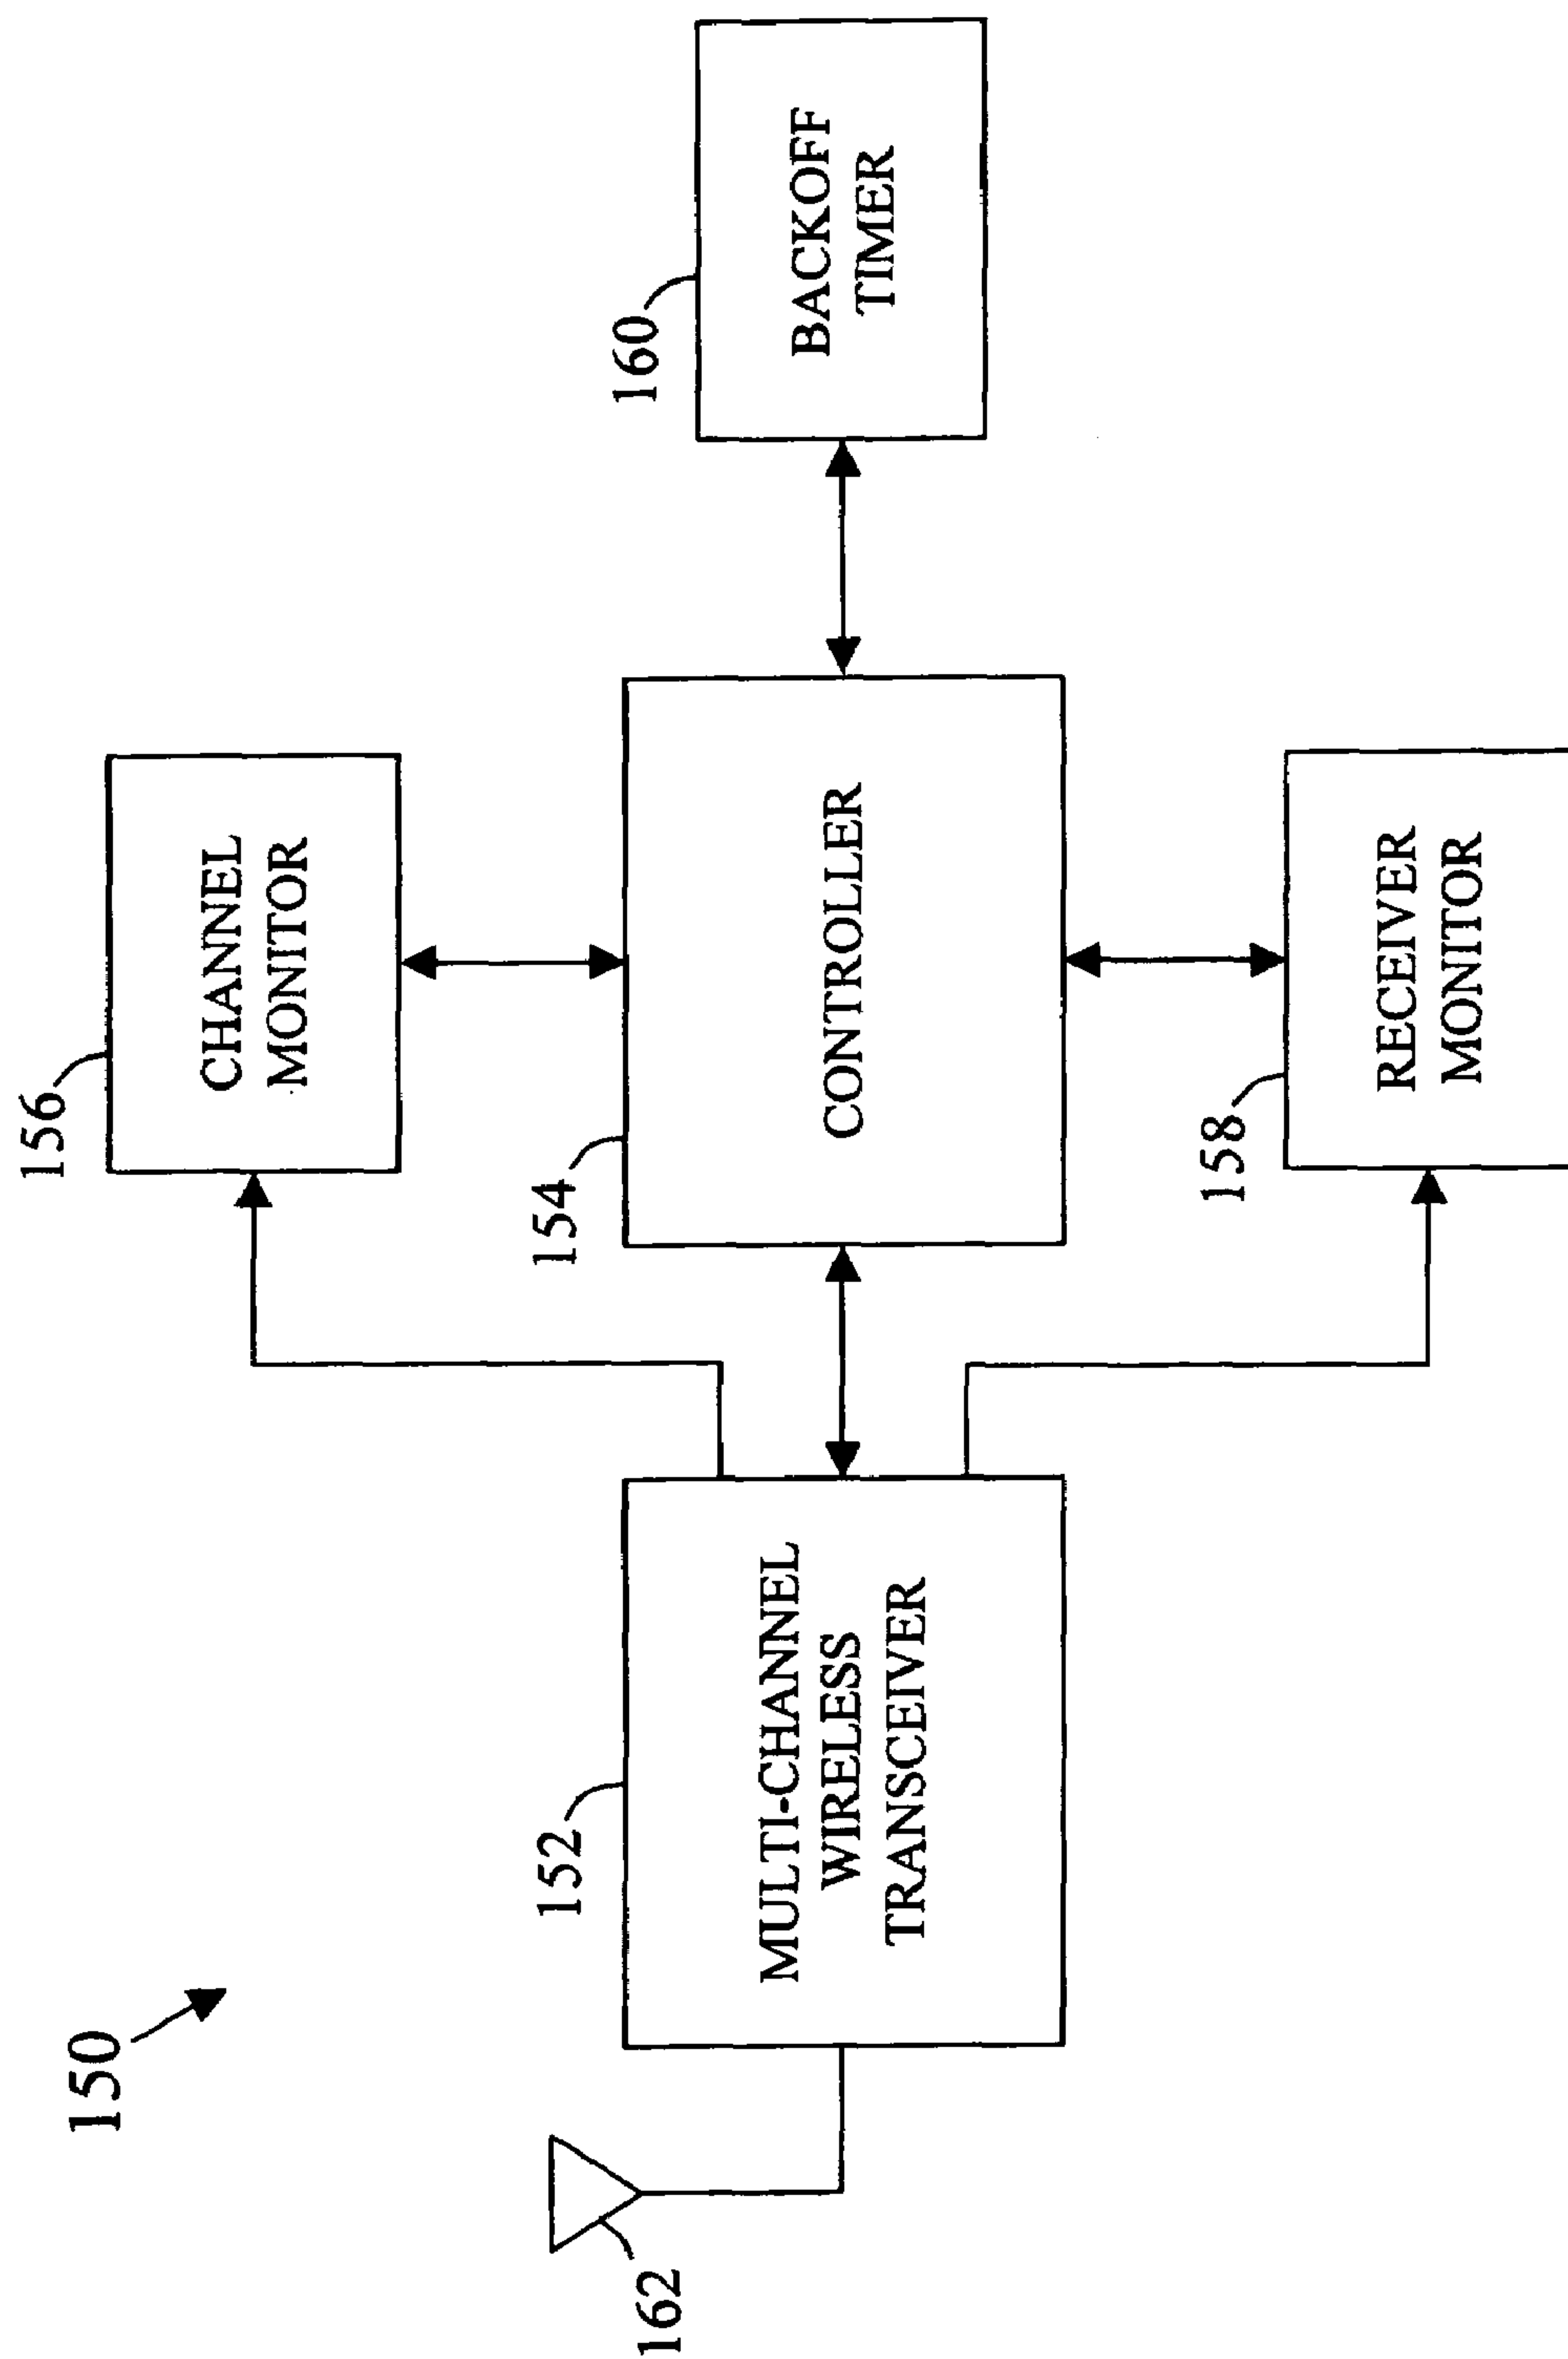 150
156
CHANNEL
MONITOR
162
152
MULTI-CHANNEL
WIRELESS
TRANSCEIVER
154
CONTROLLER
160
BACKOFF
TIMER
158
RECEIVER
MONITOR